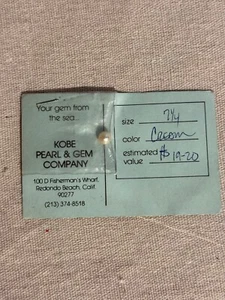 Your gem from
the sea...
KOBE
PEARL & GEM
COMPANY
100 D Fisherman's Wharf,
Redondo Beach, Calif.
90277
(213) 374-8518
size 7¼
color Cream
estimated
value $ 19-20